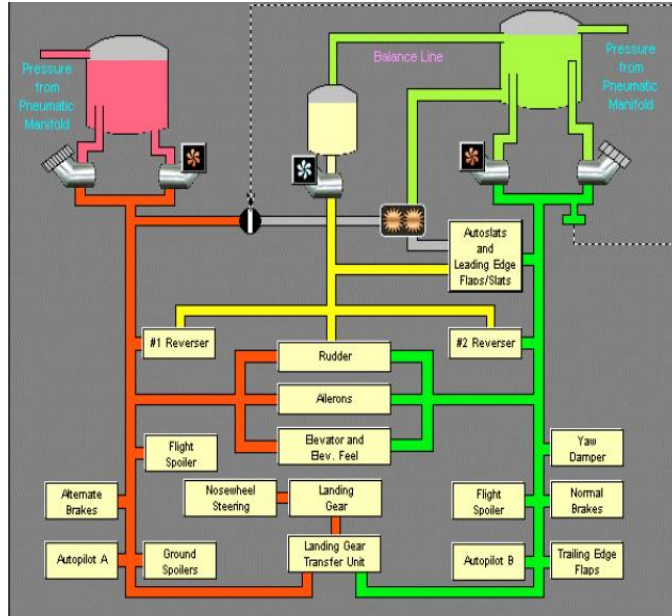 Pressure
from
Pneumatic
Manifold
Balance Line
Pressure
from
Pneumatic
Manifold
Autoslats
and
Leading Edge
Flaps/Slats
#1 Reverser
#2 Reverser
Rudder
Ailerons
Elevator and
Elev. Feel
Flight
Spoiler
Yaw
Damper
Alternate
Brakes
Nosewheel
Steering
Landing
Gear
Flight
Spoiler
Normal
Brakes
Autopilot A
Ground
Spoilers
Landing Gear
Transfer Unit
Autopilot B
Trailing Edge
Flaps